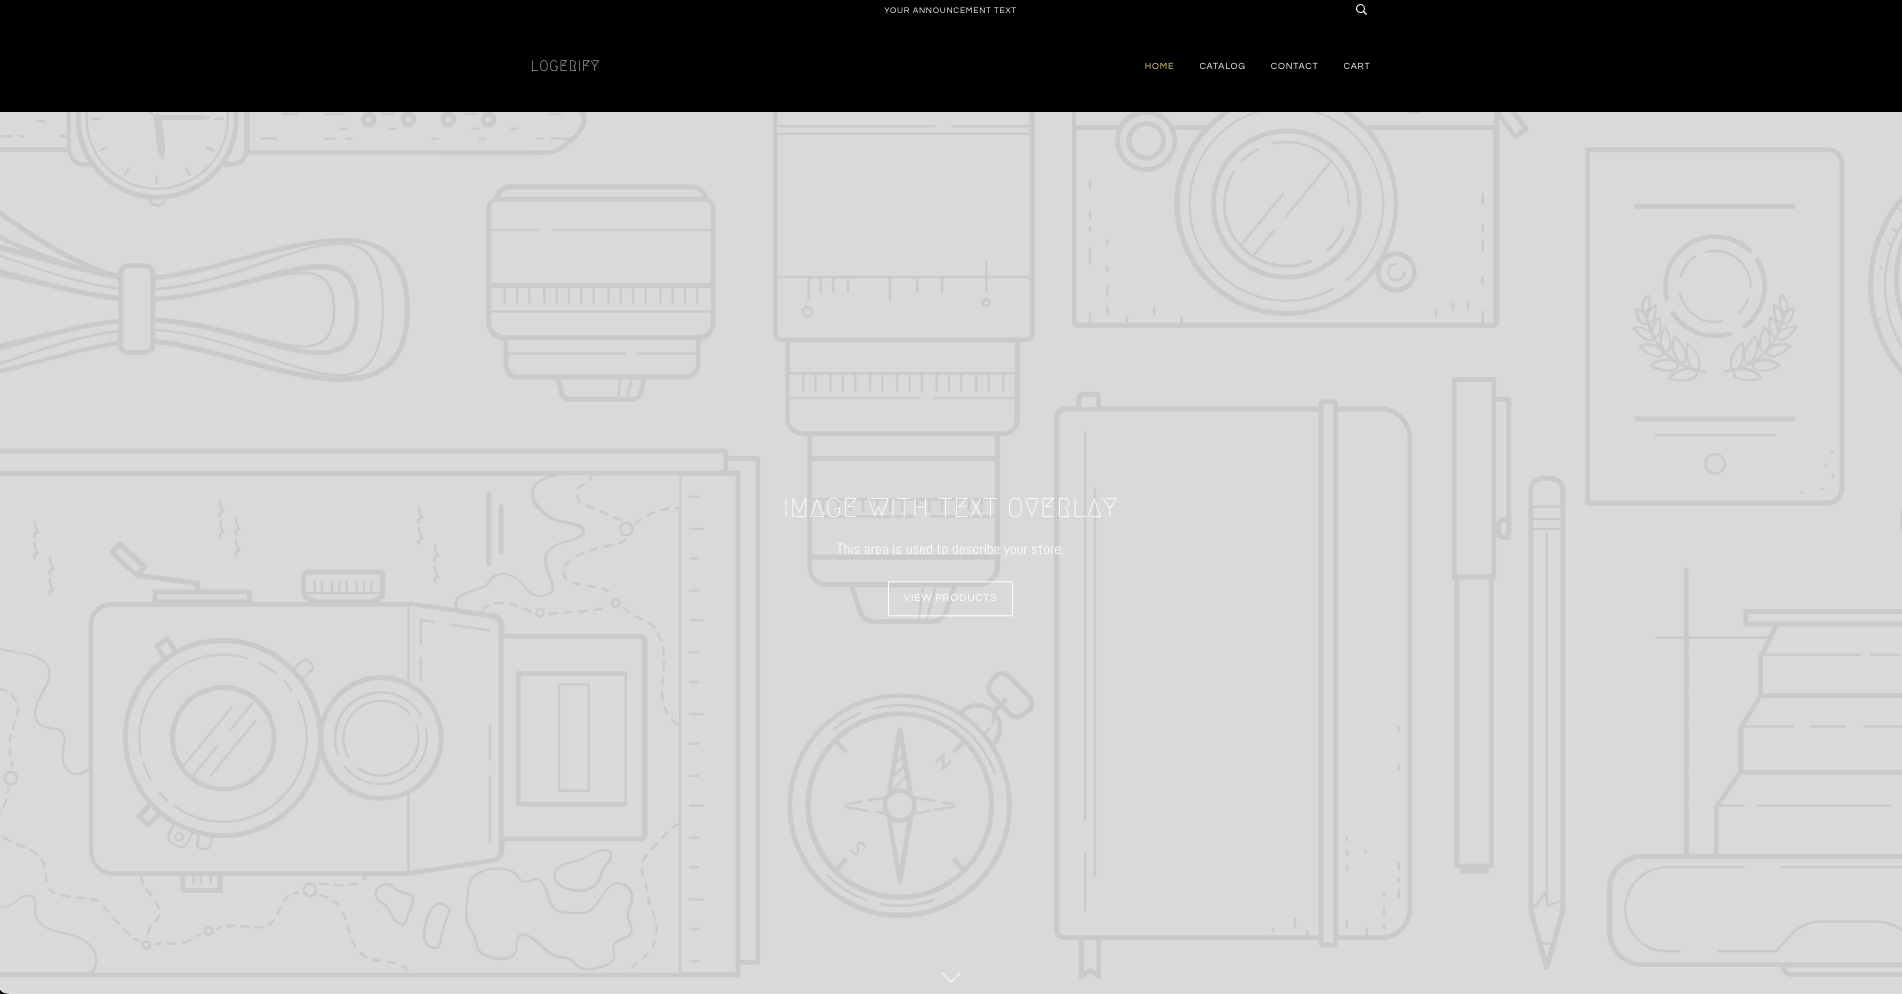 YOUR ANNOUNCEMENT TEXT
LOGERIFY
HOME CATALOG CONTACT CART
IMAGE WITH TEXT OVERLAY
This area is used to describe your store.
VIEW PRODUCTS
N
S